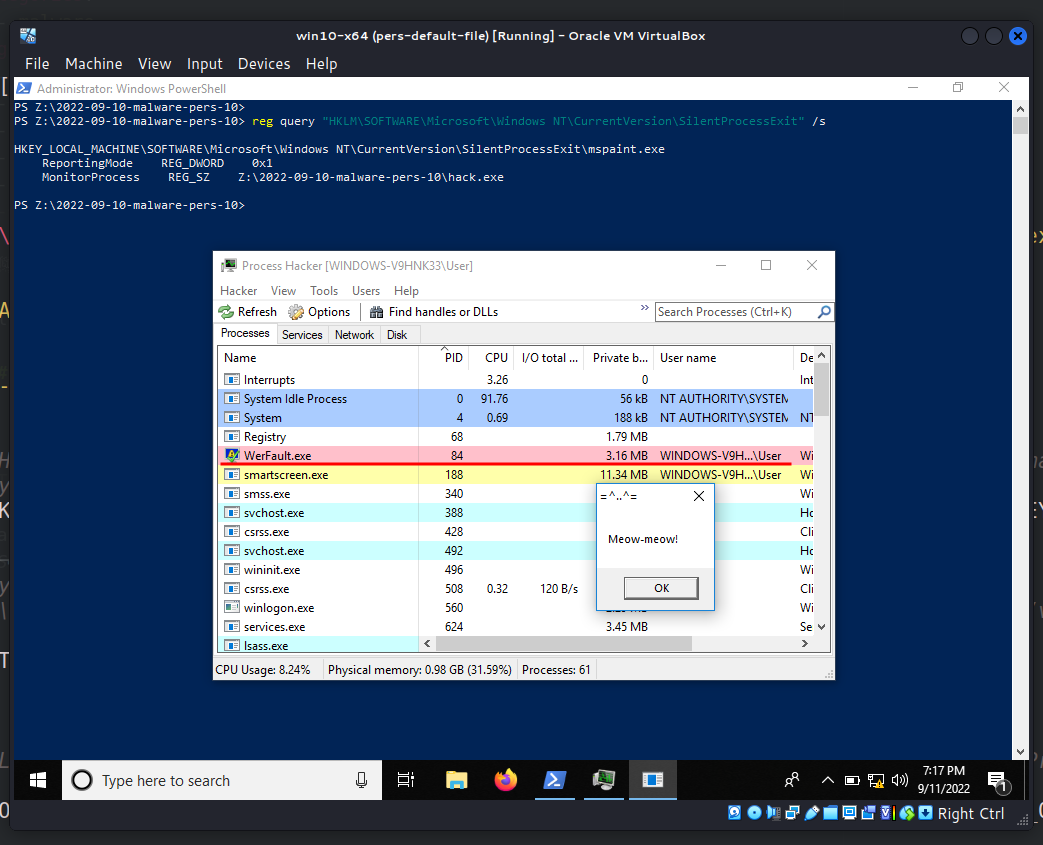 win10-x64 (pers-default-file) [Running] - Oracle VM VirtualBox
File Machine View Input Devices Help
Administrator: Windows PowerShell
PS Z:\2022-09-10-malware-pers-10>
PS Z:\2022-09-10-malware-pers-10> reg query "HKLM\SOFTWARE\Microsoft\Windows NT\CurrentVersion\SilentProcessExit" /s
HKEY_LOCAL_MACHINE\SOFTWARE\Microsoft\Windows NT\CurrentVersion\SilentProcessExit\mspaint.exe
ReportingMode REG_DWORD 0x1
MonitorProcess REG_SZ Z:\2022-09-10-malware-pers-10\hack.exe
PS Z:\2022-09-10-malware-pers-10>
Process Hacker [WINDOWS-V9HNK33\User]
Hacker View Tools Users Help
Refresh Options Find handles or DLLs » Search Processes (Ctrl+K)
Processes Services Network Disk
Name PID CPU I/O total ... Private b... User name De
Interrupts 3.26 0 Int
System Idle Process 0 91.76 56 kB NT AUTHORITY\SYSTEM
System 4 0.69 188 kB NT AUTHORITY\SYSTEM NT
Registry 68 1.79 MB
WerFault.exe 84 3.16 MB WINDOWS-V9H...\User Wi
smartscreen.exe 188 11.34 MB WINDOWS-V9H...\User Wi
smss.exe 340 Wi
svchost.exe 388 Ho
csrss.exe 428 Cli
svchost.exe 492 Ho
wininit.exe 496 Wi
csrss.exe 508 0.32 120 B/s Cli
winlogon.exe 560 Wi
services.exe 624 3.45 MB Se
lsass.exe
=^..^=
Meow-meow!
OK
CPU Usage: 8.24% Physical memory: 0.98 GB (31.59%) Processes: 61
Type here to search
7:17 PM
9/11/2022
1
Right Ctrl